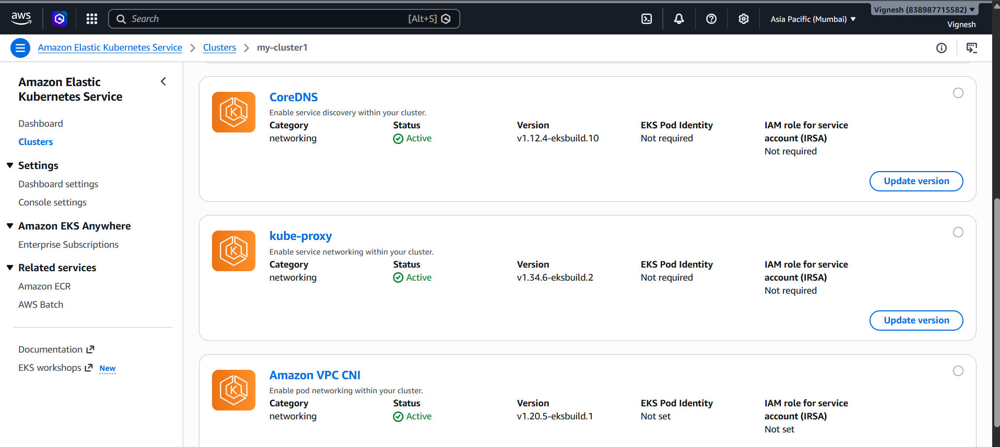 aws
Search
[Alt+S]
Asia Pacific (Mumbai)
Vignesh (838987715582)
Vignesh
Amazon Elastic Kubernetes Service
Clusters
my-cluster1
Amazon Elastic
Kubernetes Service
Dashboard
Clusters
Settings
Dashboard settings
Console settings
Amazon EKS Anywhere
Enterprise Subscriptions
Related services
Amazon ECR
AWS Batch
Documentation
EKS workshops New
CoreDNS
Enable service discovery within your cluster.
Category
networking
Status
Active
Version
v1.12.4-eksbuild.10
EKS Pod Identity
Not required
IAM role for service
account (IRSA)
Not required
Update version
kube-proxy
Enable service networking within your cluster.
Category
networking
Status
Active
Version
v1.34.6-eksbuild.2
EKS Pod Identity
Not required
IAM role for service
account (IRSA)
Not required
Update version
Amazon VPC CNI
Enable pod networking within your cluster.
Category
networking
Status
Active
Version
v1.20.5-eksbuild.1
EKS Pod Identity
Not set
IAM role for service
account (IRSA)
Not set